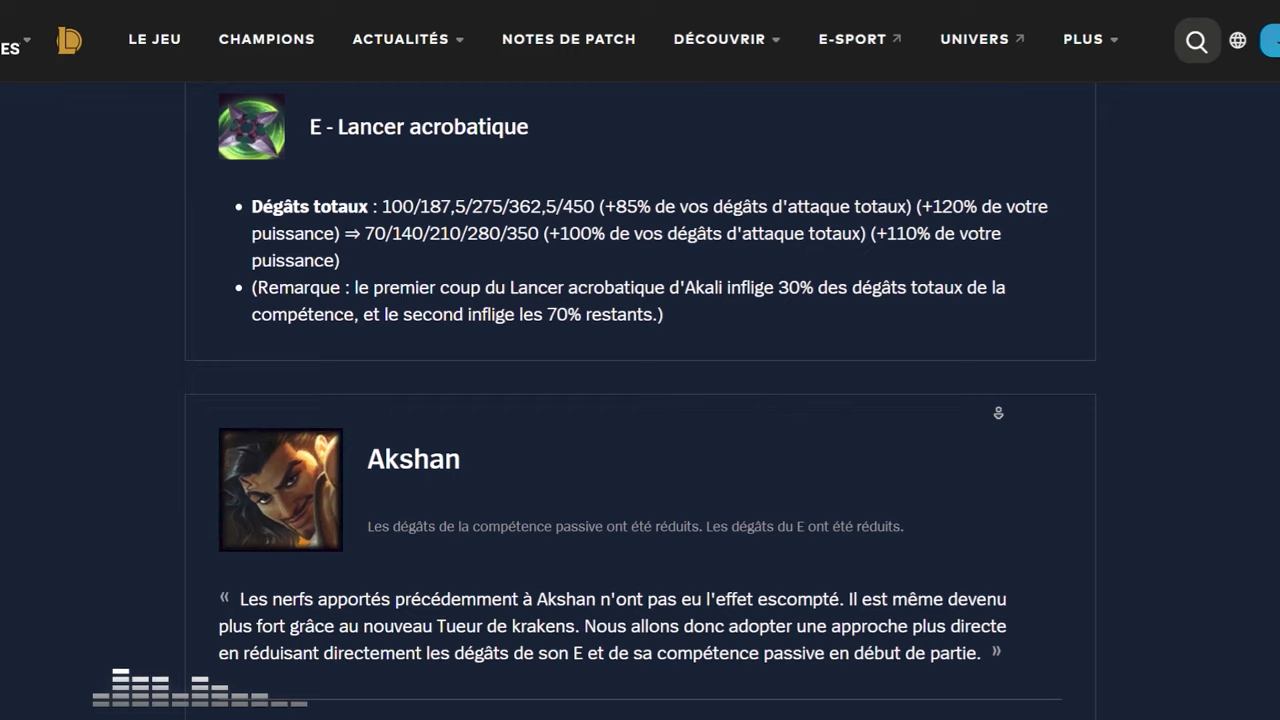 ES
LE JEU CHAMPIONS ACTUALITÉS NOTES DE PATCH DÉCOUVRIR E-SPORT UNIVERS PLUS
E - Lancer acrobatique
• Dégâts totaux : 100/187,5/275/362,5/450 (+85% de vos dégâts d'attaque totaux) (+120% de votre
puissance) ⇒ 70/140/210/280/350 (+100% de vos dégâts d'attaque totaux) (+110% de votre
puissance)
• (Remarque : le premier coup du Lancer acrobatique d'Akali inflige 30% des dégâts totaux de la
compétence, et le second inflige les 70% restants.)
Akshan
Les dégâts de la compétence passive ont été réduits. Les dégâts du E ont été réduits.
« Les nerfs apportés précédemment à Akshan n'ont pas eu l'effet escompté. Il est même devenu
plus fort grâce au nouveau Tueur de krakens. Nous allons donc adopter une approche plus directe
en réduisant directement les dégâts de son E et de sa compétence passive en début de partie. »